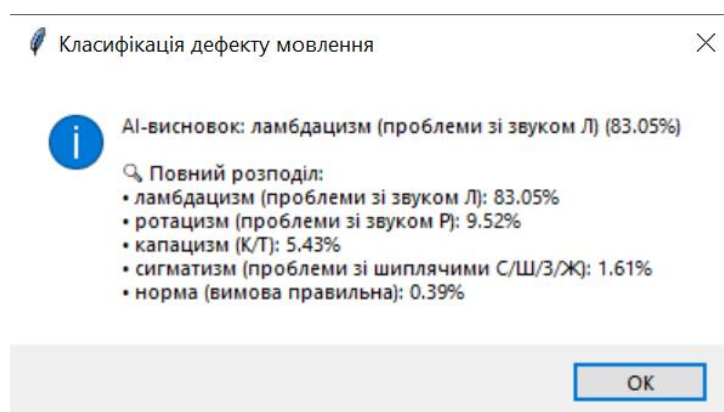 Класифікація дефекту мовлення
AI-висновок: ламбдацизм (проблеми зі звуком Л) (83.05%)
Повний розподіл:
• ламбдацизм (проблеми зі звуком Л): 83.05%
• ротацизм (проблеми зі звуком Р): 9.52%
• капацизм (К/Т): 5.43%
• сигматизм (проблеми зі шиплячими С/Ш/З/Ж): 1.61%
• норма (вимова правильна): 0.39%
OK